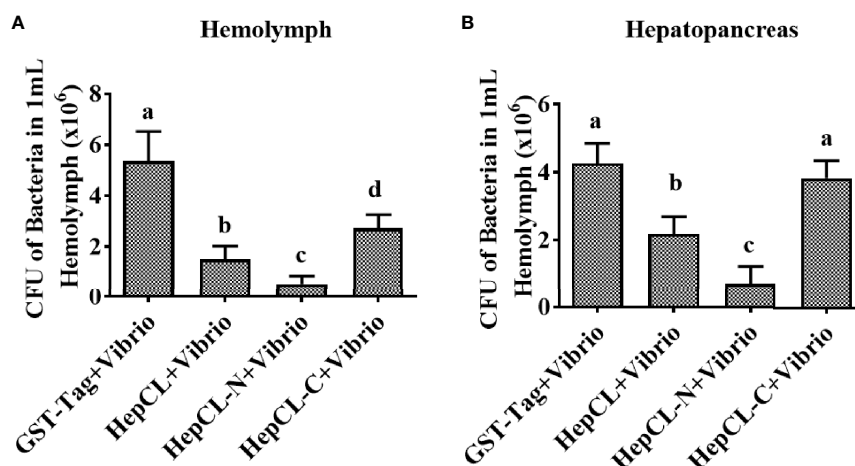 A
Hemolymph
CFU of Bacteria in 1mL
Hemolymph (x10⁶)
8
6
4
2
0
a
b
c
d
GST-Tag+Vibrio
HepCL+Vibrio
HepCL-N+Vibrio
HepCL-C+Vibrio
B
Hepatopancreas
CFU of Bacteria in 1mL
Hemolymph (x10⁶)
6
4
2
0
a
b
c
a
GST-Tag+Vibrio
HepCL+Vibrio
HepCL-N+Vibrio
HepCL-C+Vibrio